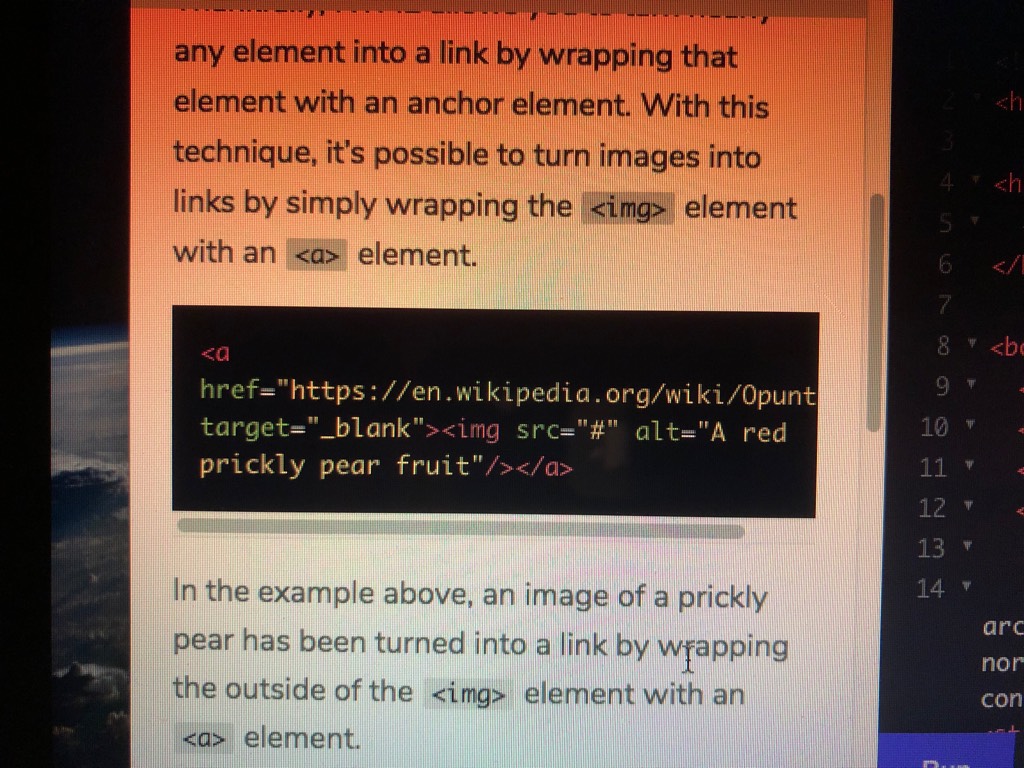 any element into a link by wrapping that
element with an anchor element. With this
technique, it's possible to turn images into
links by simply wrapping the <img> element
with an <a> element.
<a
href="https://en.wikipedia.org/wiki/Opunt
target="_blank"><img src="#" alt="A red
prickly pear fruit"/></a>
In the example above, an image of a prickly
pear has been turned into a link by wrapping
the outside of the <img> element with an
<a> element.
2 <h
3
4 <h
5
6 </
7
8 <bo
9
10
11
12
13
14
arc
nor
con